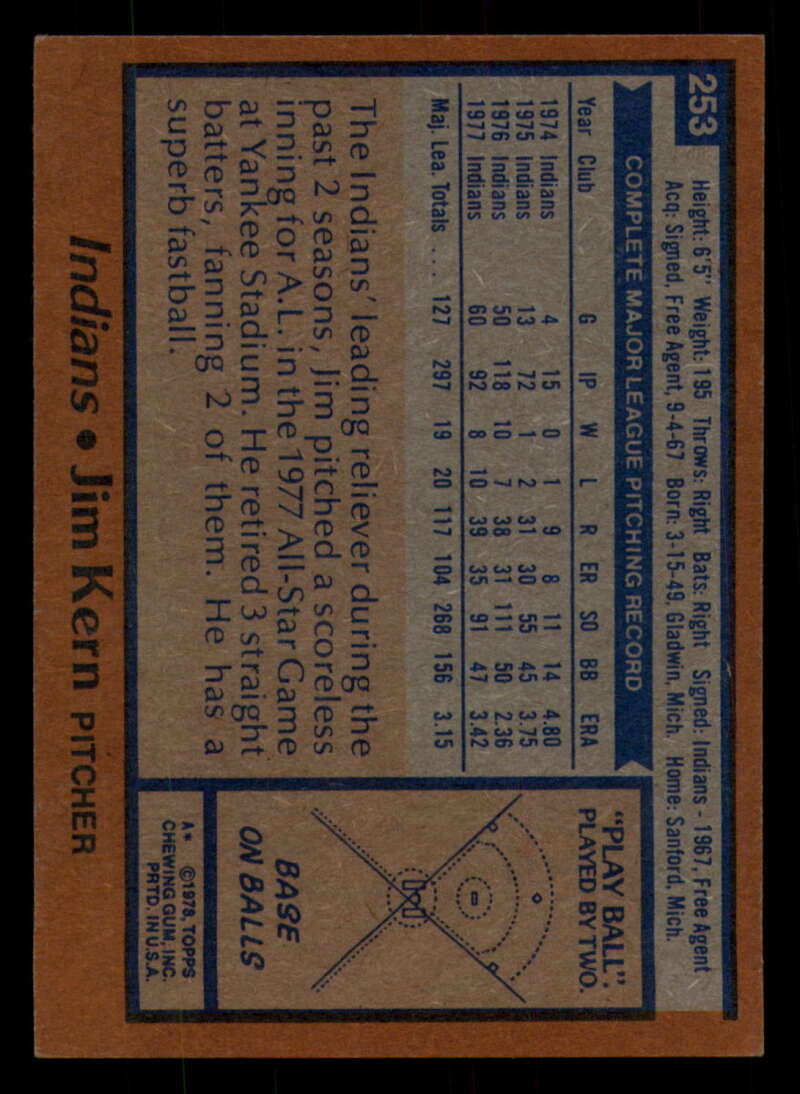 253
Height: 6'5" Weight: 195 Throws: Right Bats: Right Signed: Indians - 1967, Free Agent
Acq: Signed, Free Agent, 9-4-67 Born: 3-15-49, Gladwin, Mich. Home: Sanford, Mich.
COMPLETE MAJOR LEAGUE PITCHING RECORD
Year Club G IP W L R ER SO BB ERA
1974 Indians 4 15 0 1 9 8 11 14 4.80
1975 Indians 13 72 1 2 31 30 55 45 3.75
1976 Indians 50 118 10 7 38 31 111 50 2.36
1977 Indians 60 92 8 10 39 35 91 47 3.42
Maj. Lea. Totals ... 127 297 19 20 117 104 268 156 3.15
The Indians' leading reliever during the
past 2 seasons, Jim pitched a scoreless
inning for A.L. in the 1977 All-Star Game
at Yankee Stadium. He retired 3 straight
batters, fanning 2 of them. He has a
superb fastball.
"PLAY BALL".
PLAYED BY TWO.
BASE
ON BALLS
A* ©1978, TOPPS
CHEWING GUM, INC.
PRTD. IN U.S.A.
Indians • Jim Kern PITCHER